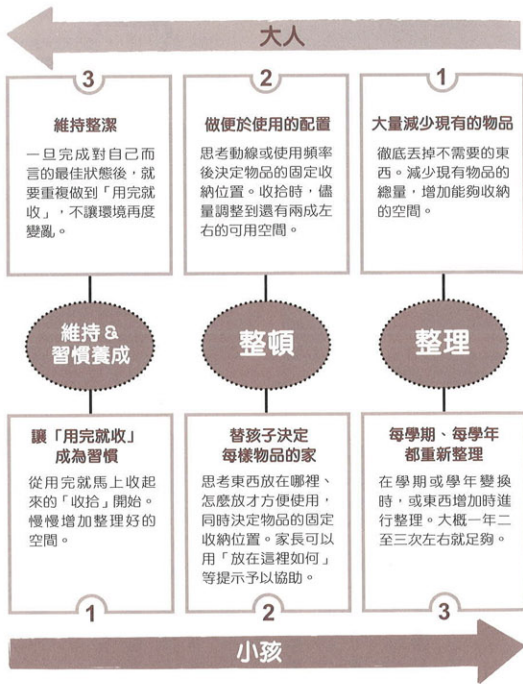 大人
3
維持整潔
一旦完成對自己而
言的最佳狀態後，就
要重複做到「用完就
收」，不讓環境再度
變亂。
2
做便於使用的配置
思考動線或使用頻率
後決定物品的固定收
納位置。收拾時，儘
量調整到還有兩成左
右的可用空間。
1
大量減少現有的物品
徹底丟掉不需要的東
西。減少現有物品的
總量，增加能夠收納
的空間。
維持&
習慣養成
整頓
整理
讓「用完就收」
成為習慣
從用完就馬上收起
來的「收拾」開始。
慢慢增加整理好的
空間。
1
替孩子決定
每樣物品的家
思考東西放在哪裡、
怎麼放才方便使用，
同時決定物品的固定
收納位置。家長可以
用「放在這裡如何」
等提示予以協助。
2
每學期、每學年
都重新整理
在學期或學年變換
時，或東西增加時進
行整理。大概一年二
至三次左右就足夠。
3
小孩